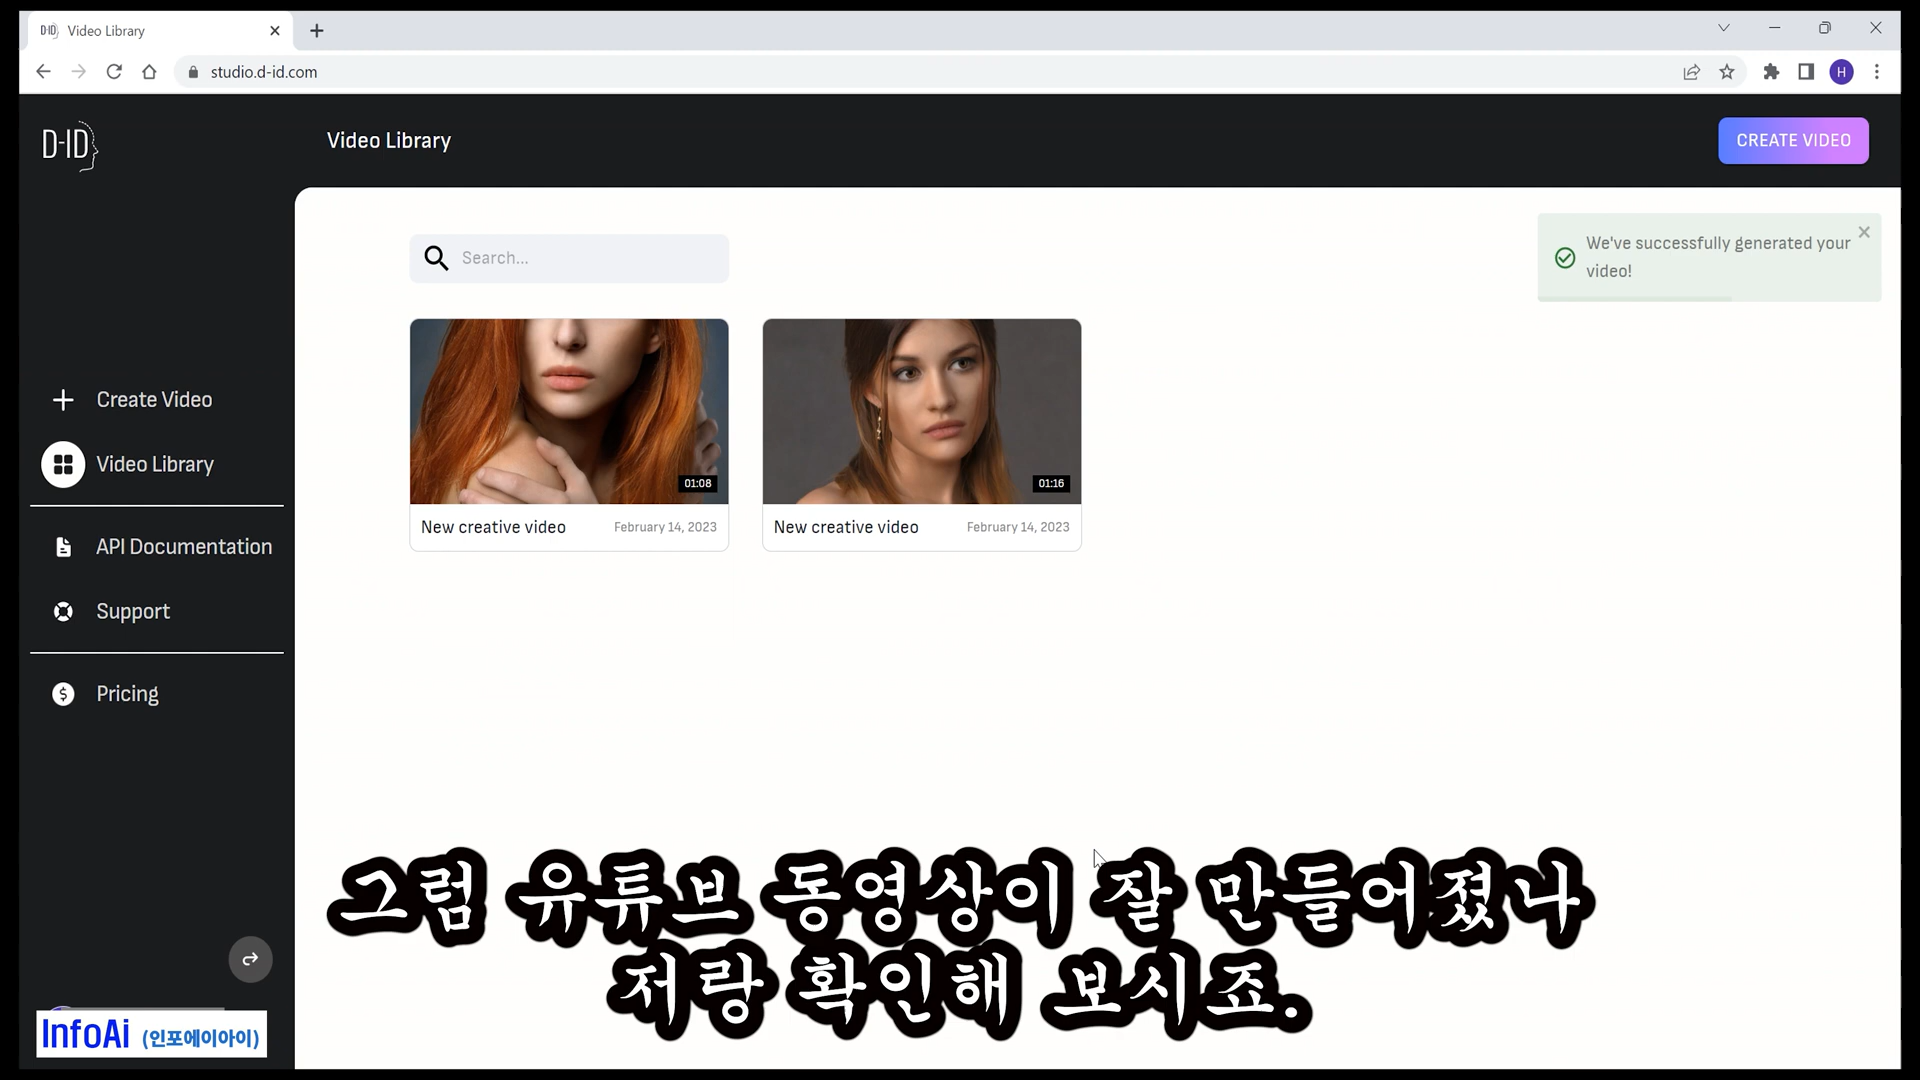 D-ID Video Library
studio.d-id.com
H
D-ID
Video Library
CREATE VIDEO
Search...
We've successfully generated your
video!
01:08
01:16
New creative video February 14, 2023
New creative video February 14, 2023
Create Video
Video Library
API Documentation
Support
Pricing
그럼 유튜브 동영상이 잘 만들어졌나
저랑 확인해 보시죠.
InfoAi (인포에이아이)